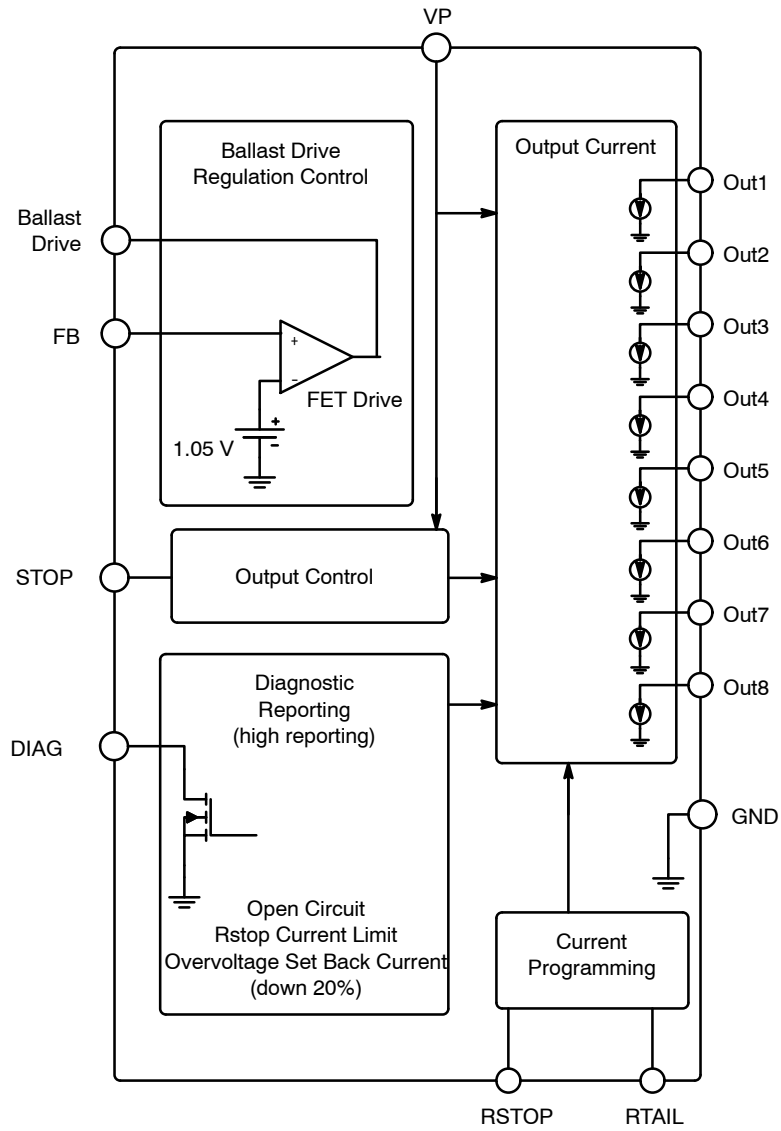 VP
Ballast Drive
Regulation Control
Output Current
Out1
Out2
Out3
Out4
Out5
Out6
Out7
Out8
Ballast
Drive
FB
+
-
FET Drive
+
-
1.05 V
STOP
Output Control
Diagnostic
Reporting
(high reporting)
DIAG
GND
Open Circuit
Rstop Current Limit
Overvoltage Set Back Current
(down 20%)
Current
Programming
RSTOP
RTAIL